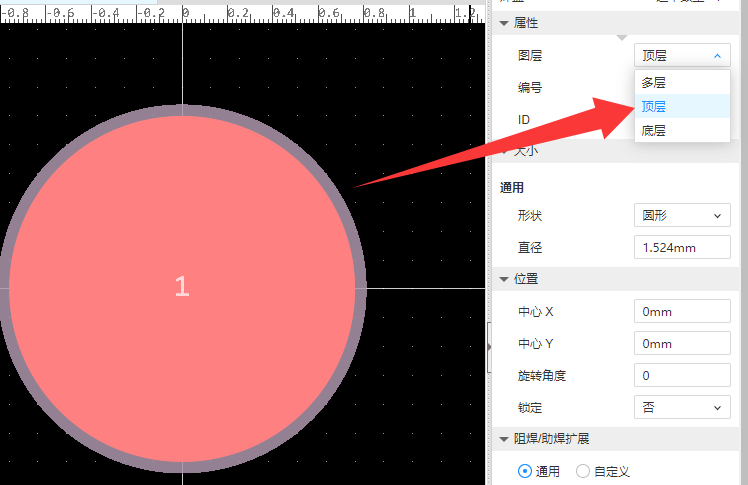 -0.8 -0.6 -0.4 -0.2 0 0.2 0.4 0.6 0.8 1 1.2
属性
图层 顶层
多层
编号
顶层
ID
底层
大小
通用
形状 圆形
直径 1.524mm
位置
1
中心 X 0mm
中心 Y 0mm
旋转角度 0
锁定 否
阻焊/助焊扩展
通用 自定义